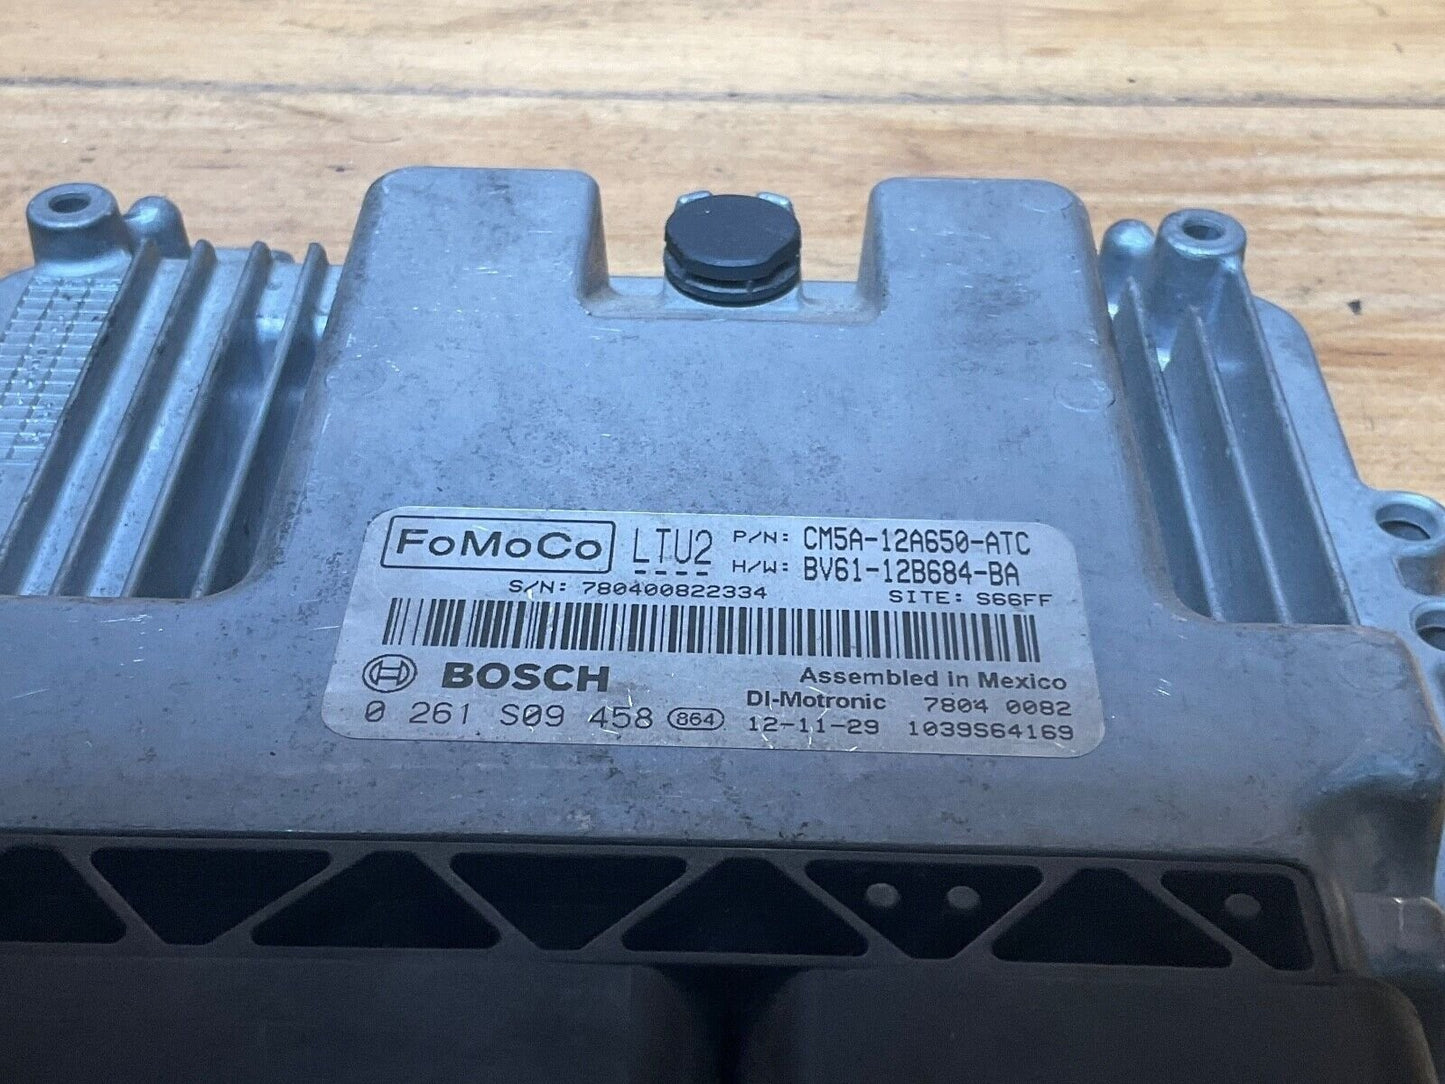 FoMoCo LTU2 P/N: CM5A-12A650-ATC
H/W: BV61-12B684-BA
S/N: 780400822334 SITE: S66FF
BOSCH Assembled in Mexico
DI-Motronic 7804 0082
0 261 S09 458 864 12-11-29 1039S64169